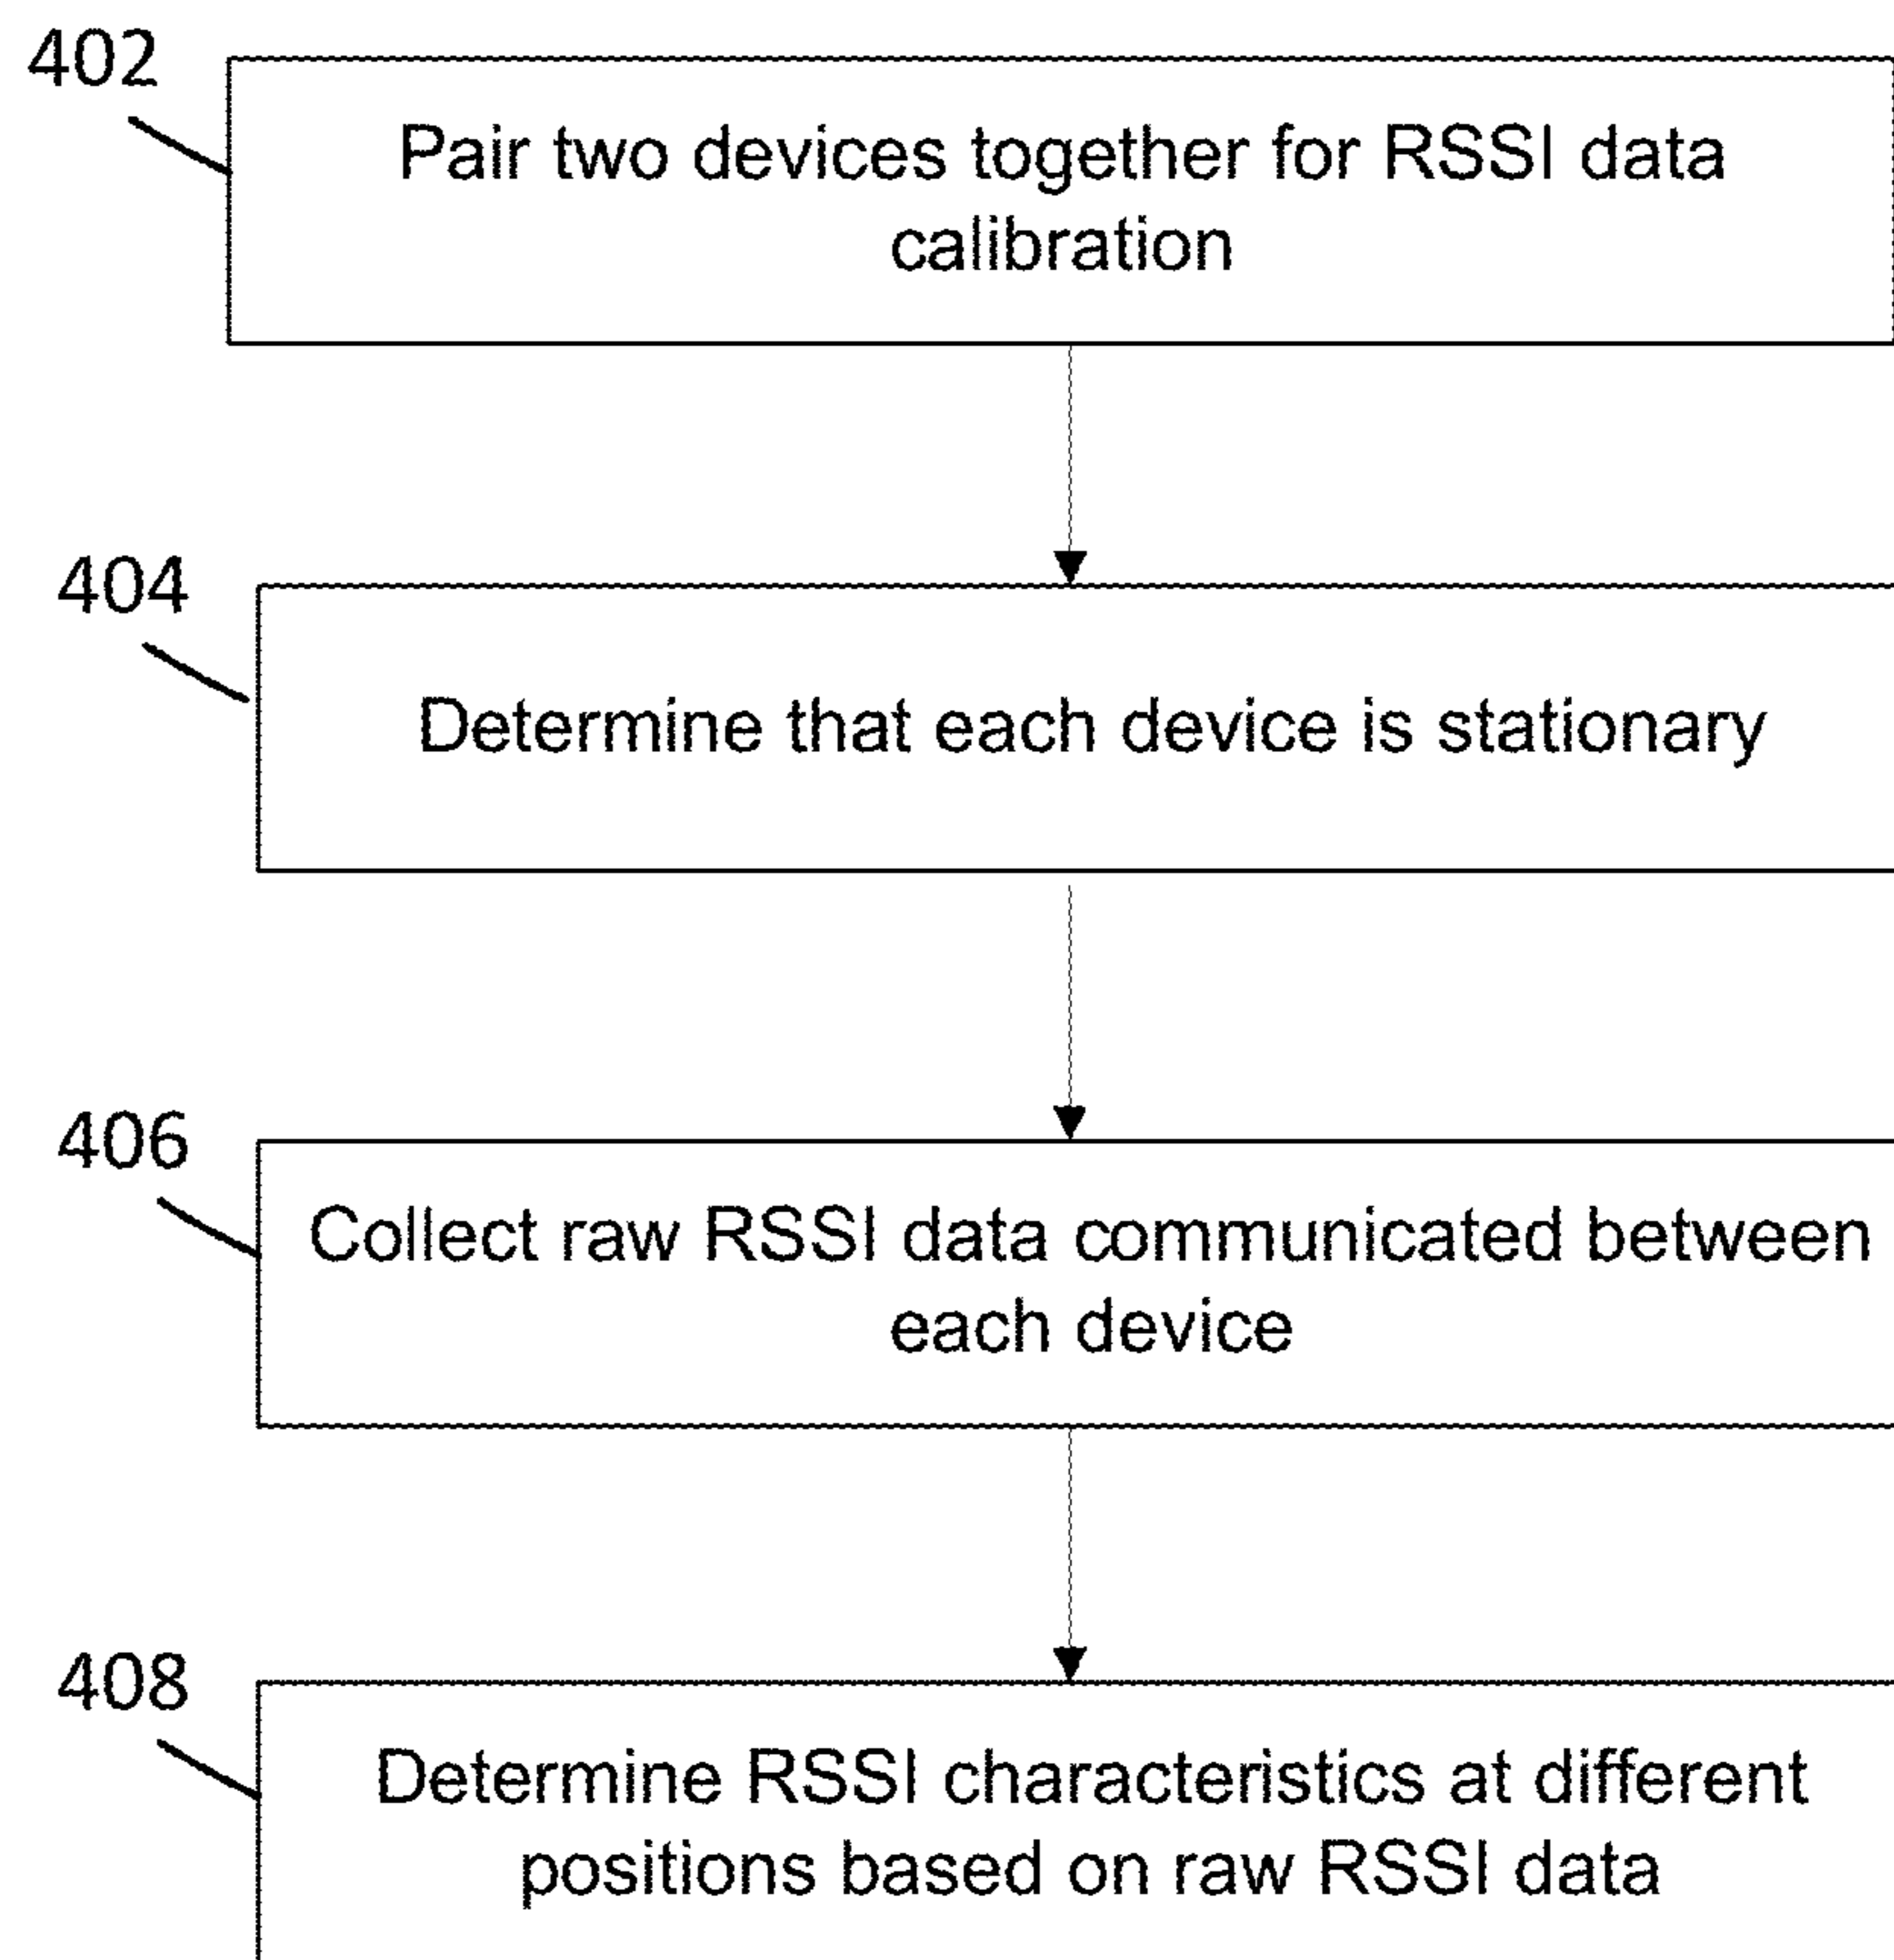 402
Pair two devices together for RSSI data
calibration
404
Determine that each device is stationary
406
Collect raw RSSI data communicated between
each device
408
Determine RSSI characteristics at different
positions based on raw RSSI data